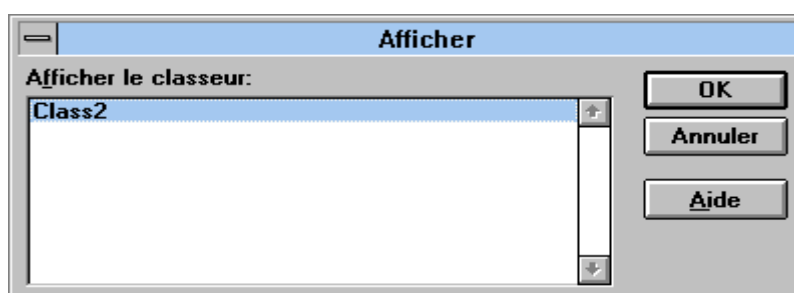 Afficher
Afficher le classeur:
Class2
OK
Annuler
Aide